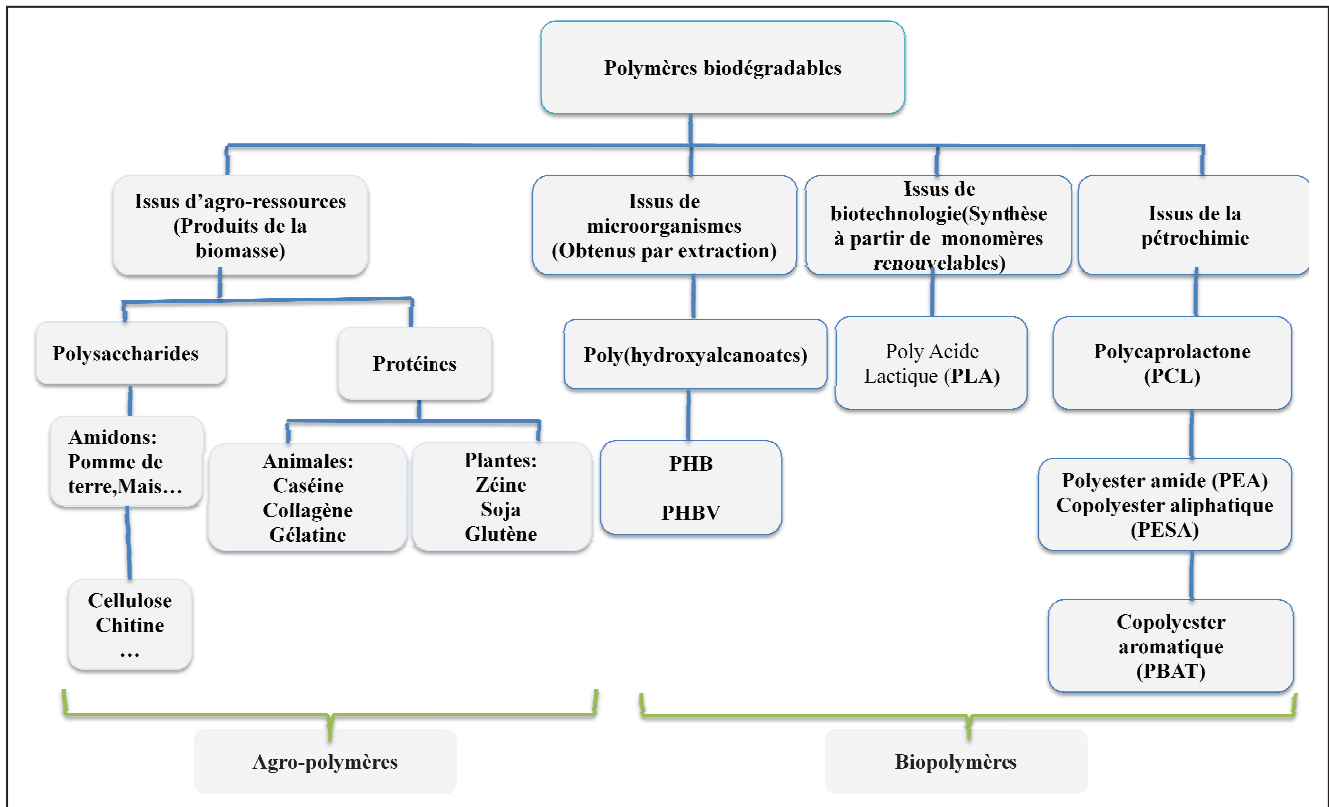 Polymères biodégradables
Issus d'agro-ressources
(Produits de la
biomasse)
Issus de
microorganismes
(Obtenus par extraction)
Issus de
biotechnologie(Synthèse
à partir de monomères
renouvelables)
Issus de la
pétrochimie
Polysaccharides
Protéines
Poly(hydroxyalcanoates)
Poly Acide
Lactique (PLA)
Polycaprolactone
(PCL)
Amidons:
Pomme de
terre,Mais…
Animales:
Caséine
Collagène
Gélatine
Plantes:
Zéine
Soja
Glutène
PHB
PHBV
Polyester amide (PEA)
Copolyester aliphatique
(PESA)
Cellulose
Chitine
…
Copolyester
aromatique
(PBAT)
Agro-polymères
Biopolymères